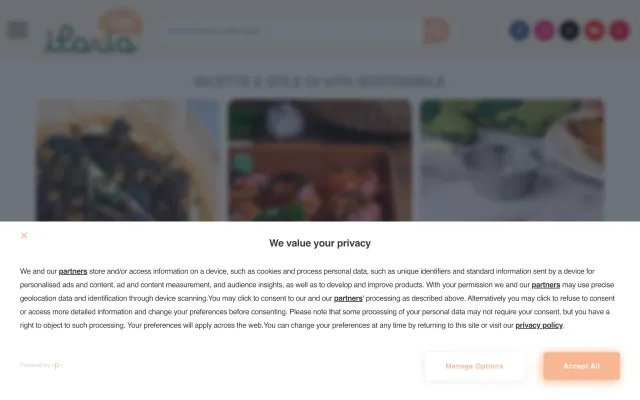 ilaria
RICETTE E STILE DI VITA SOSTENIBILE
We value your privacy
We and our partners store and/or access information on a device, such as cookies and process personal data, such as unique identifiers and standard information sent by a device for
personalised ads and content, ad and content measurement, and audience insights, as well as to develop and improve products. With your permission we and our partners may use precise
geolocation data and identification through device scanning.You may click to consent to our and our partners' processing as described above. Alternatively you may click to refuse to consent
or access more detailed information and change your preferences before consenting. Please note that some processing of your personal data may not require your consent, but you have a
right to object to such processing. Your preferences will apply across the web.You can change your preferences at any time by returning to this site or visit our privacy policy.
Powered by
Manage Options
Accept All